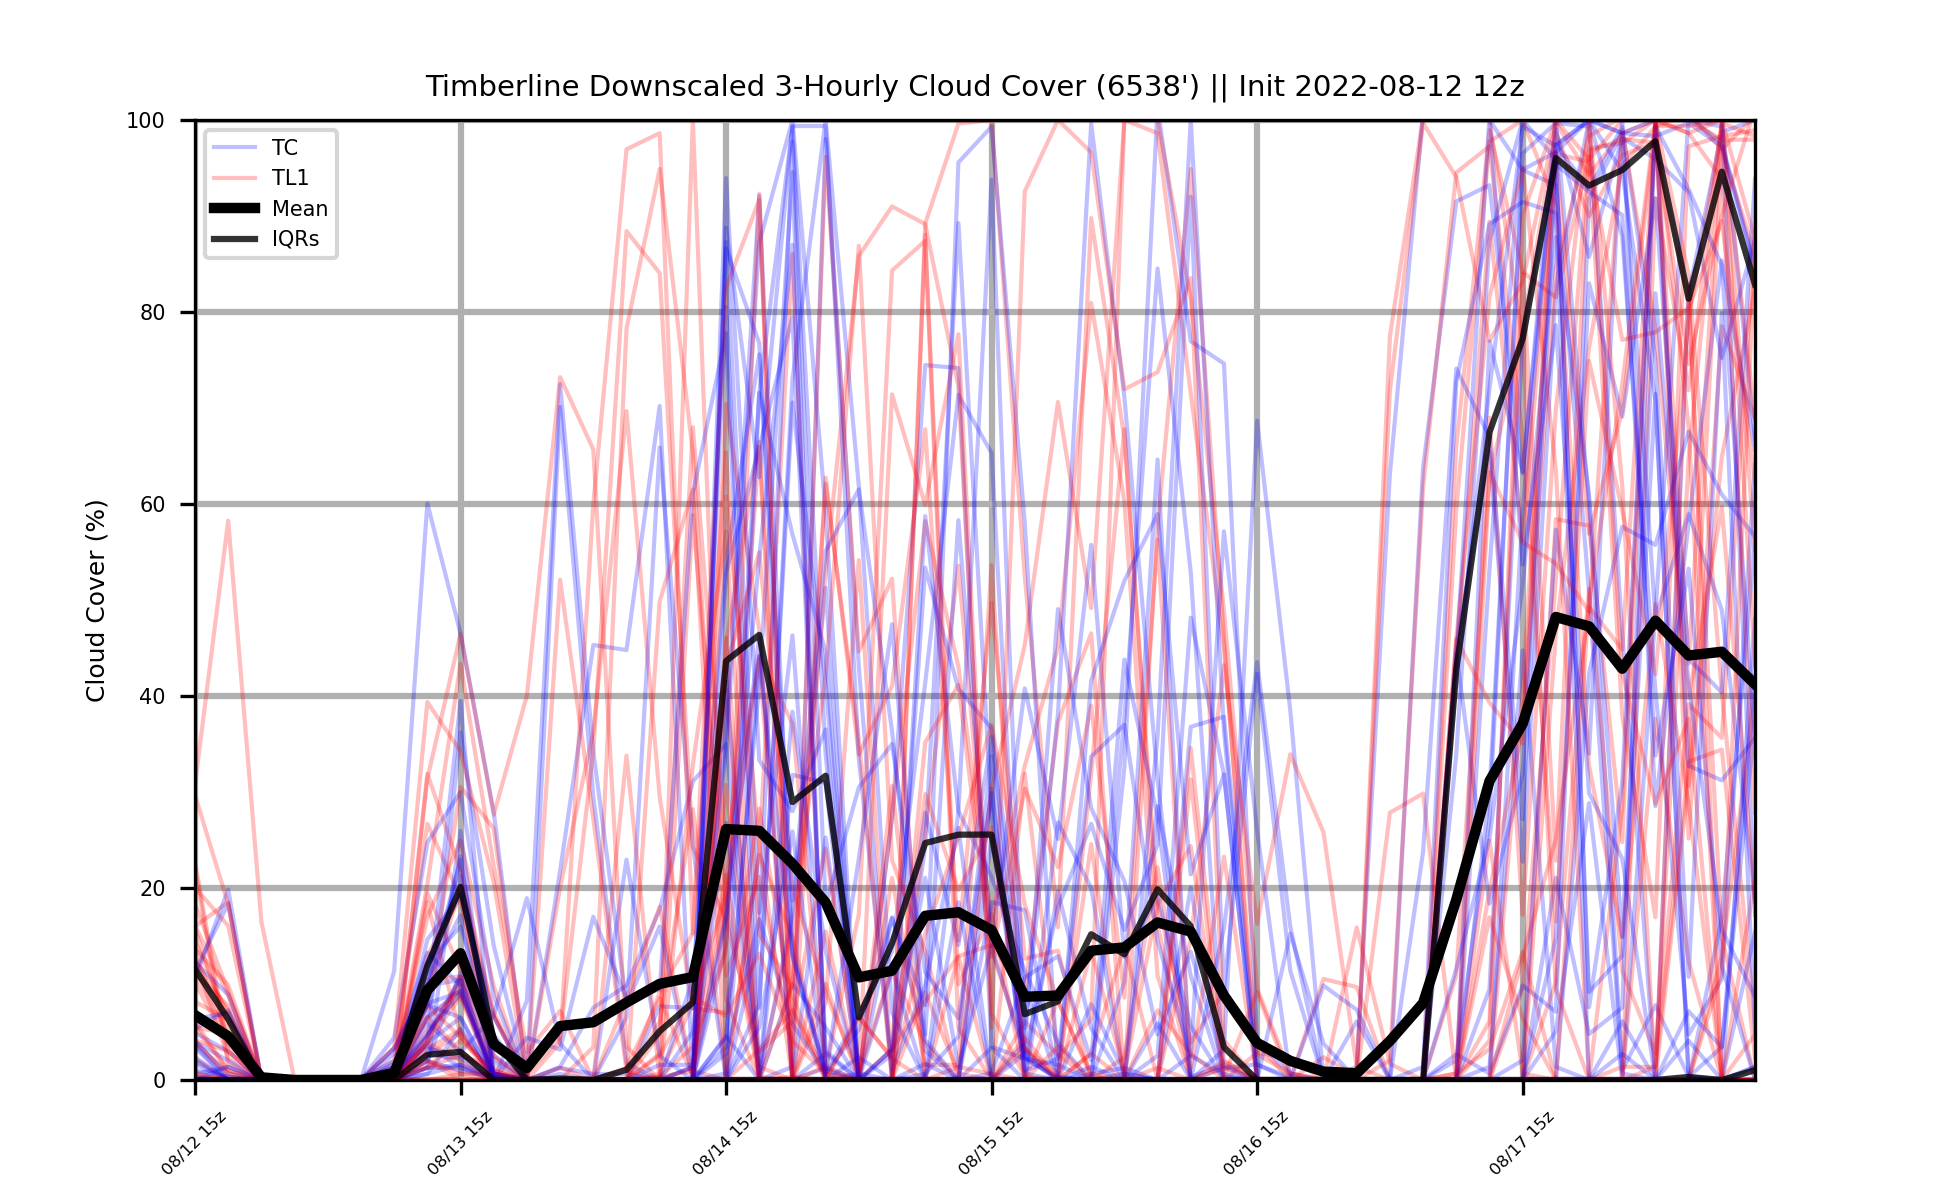 Timberline Downscaled 3-Hourly Cloud Cover (6538') || Init 2022-08-12 12z
100
80
60
40
20
0
Cloud Cover (%)
TC
TL1
Mean
IQRs
08/12 15z
08/13 15z
08/14 15z
08/15 15z
08/16 15z
08/17 15z